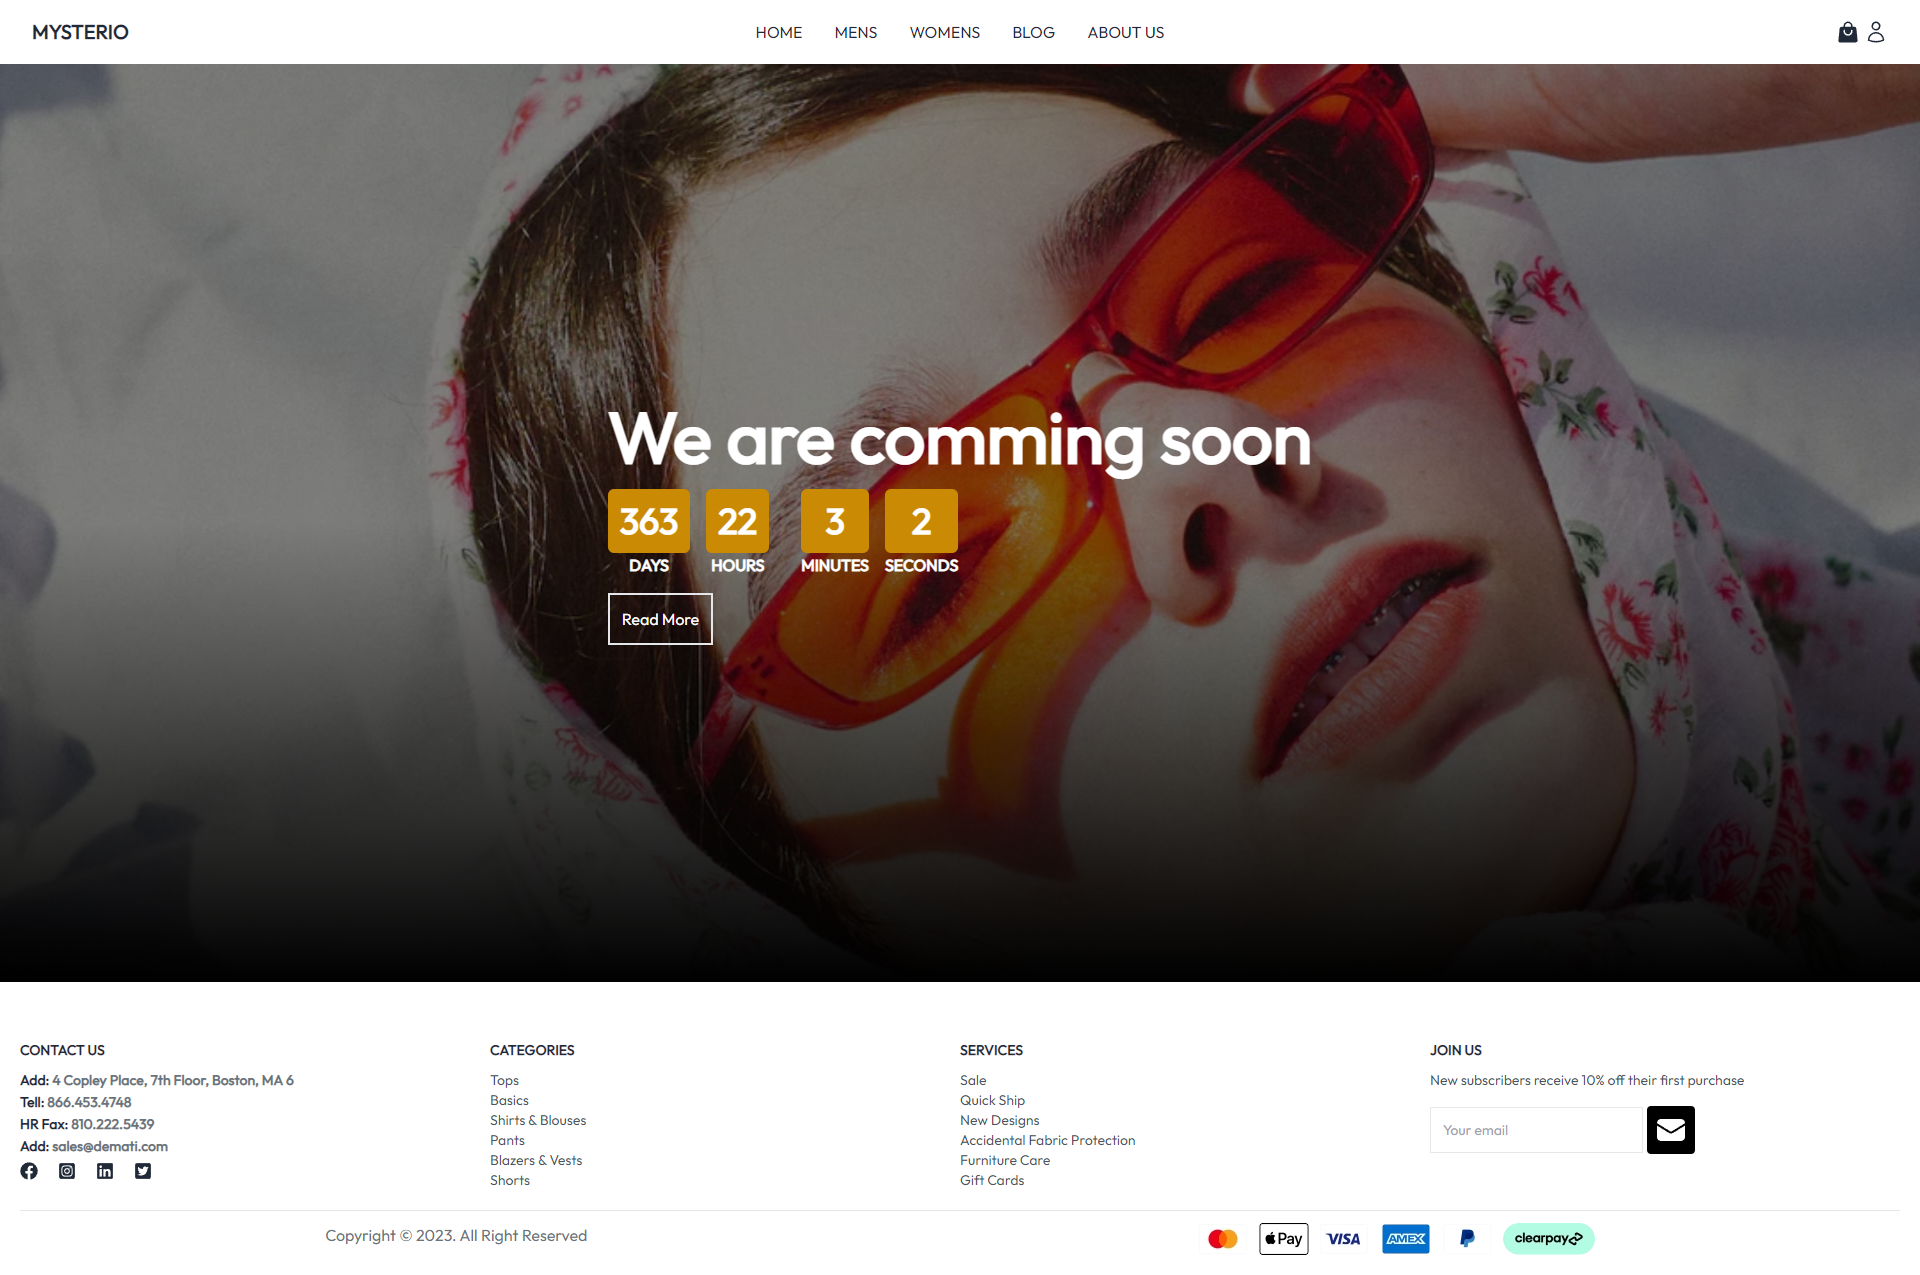 MYSTERIO
HOME MENS WOMENS BLOG ABOUT US
We are comming soon
363 22 3 2
DAYS HOURS MINUTES SECONDS
Read More
CONTACT US
Add: 4 Copley Place, 7th Floor, Boston, MA 6
Tell: 866.453.4748
HR Fax: 810.222.5439
Add: sales@demati.com
CATEGORIES
Tops
Basics
Shirts & Blouses
Pants
Blazers & Vests
Shorts
SERVICES
Sale
Quick Ship
New Designs
Accidental Fabric Protection
Furniture Care
Gift Cards
JOIN US
New subscribers receive 10% off their first purchase
Your email
Copyright © 2023. All Right Reserved
Pay VISA AMEX clearpay